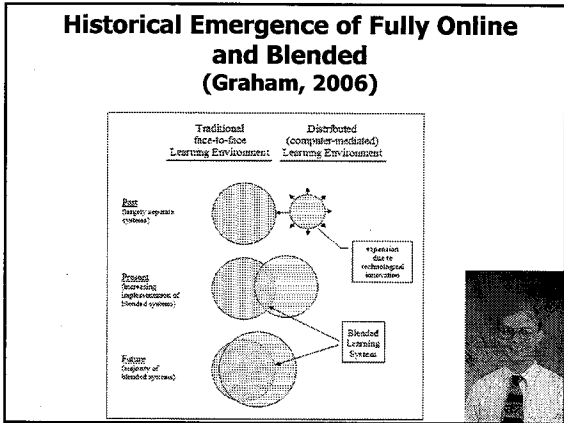 Historical Emergence of Fully Online
and Blended
(Graham, 2006)
Traditional
face-to-face
Learning Environment
Distributed
(computer-mediated)
Learning Environment
Past
(largely separate
systems)
expansion
due to
technological
innovation
Present
(increasing
implementation of
blended systems)
Blended
Learning
System
Future
(majority of
blended systems)